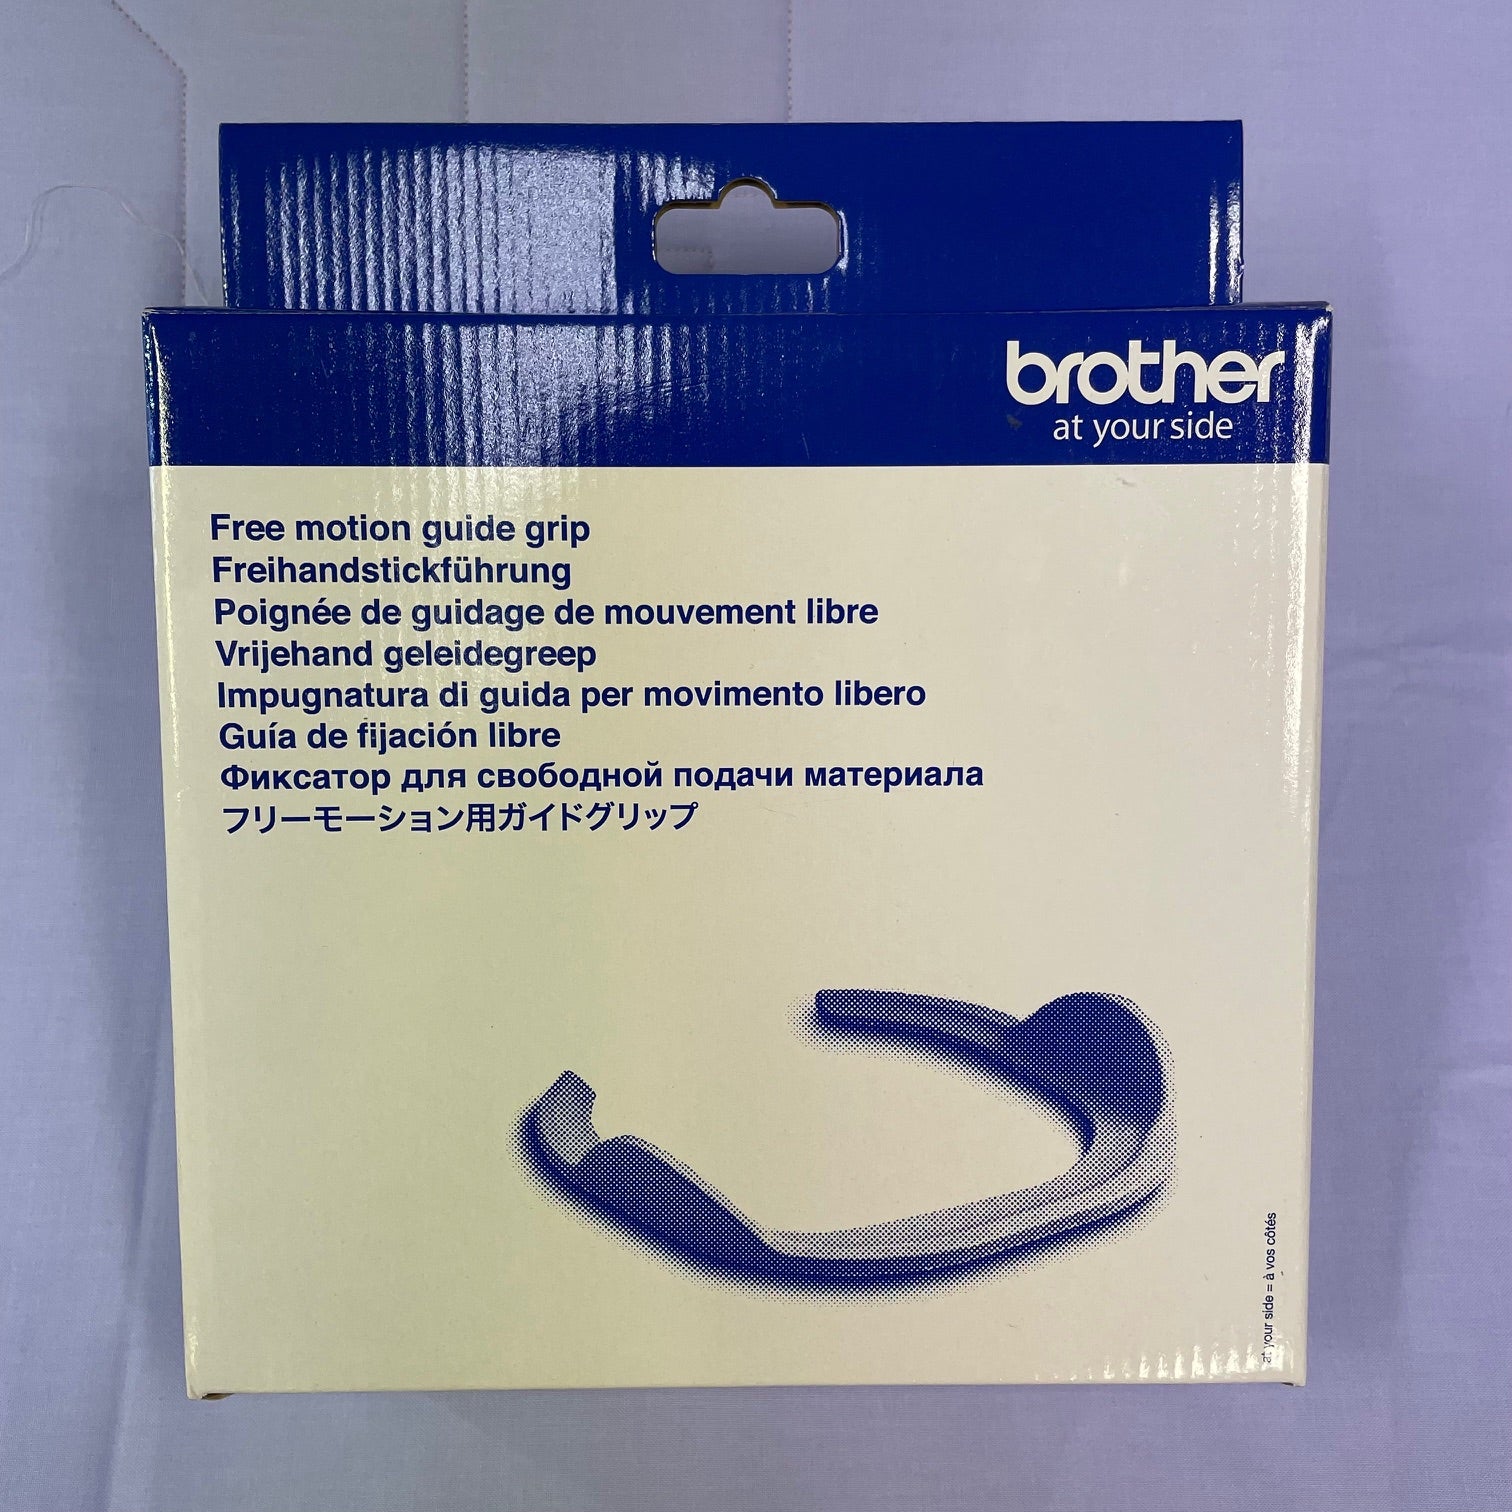 brother
at your side
Free motion guide grip
Freihandstickführung
Poignée de guidage de mouvement libre
Vrijehand geleidegreep
Impugnatura di guida per movimento libero
Guía de fijación libre
Фиксатор для свободной подачи материала
フリーモーション用ガイドグリップ
at your side = à vos côtés